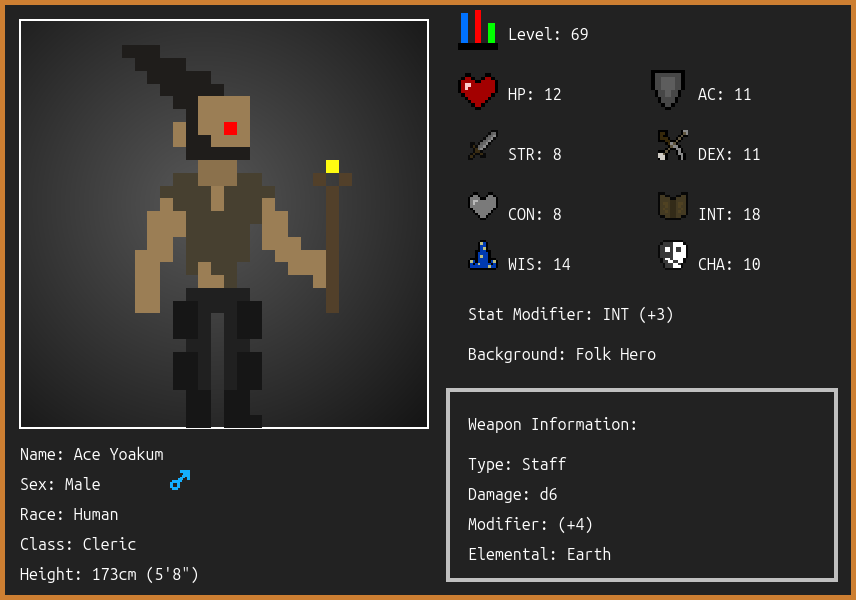 Level: 69
HP: 12
AC: 11
STR: 8
DEX: 11
CON: 8
INT: 18
WIS: 14
CHA: 10
Stat Modifier: INT (+3)
Background: Folk Hero
Weapon Information:
Type: Staff
Damage: d6
Modifier: (+4)
Elemental: Earth
Name: Ace Yoakum
Sex: Male
Race: Human
Class: Cleric
Height: 173cm (5'8")